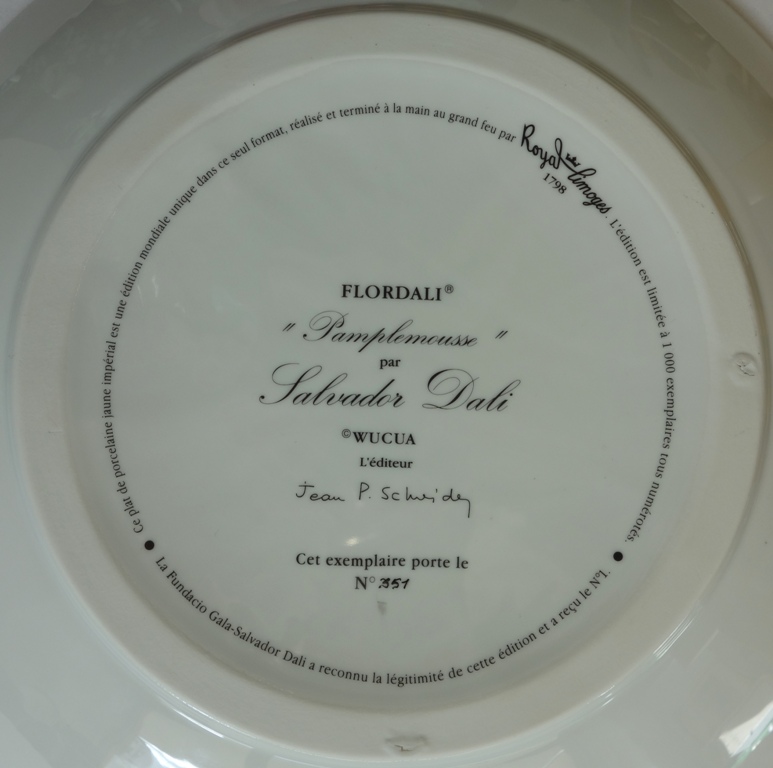 Ce plat de porcelaine jaune impérial est une édition mondiale unique dans ce seul format, réalisé et terminé à la main au grand feu par Royal Limoges 1798. L'édition est limitée à 1 000 exemplaires tous numérotés.
FLORDALI®
"Pamplemousse"
par
Salvador Dali
©WUCUA
L'éditeur
Jean P. Schneider
Cet exemplaire porte le
N° 351
• La Fundacio Gala-Salvador Dali a reconnu la légitimité de cette édition et a reçu le N°1. •